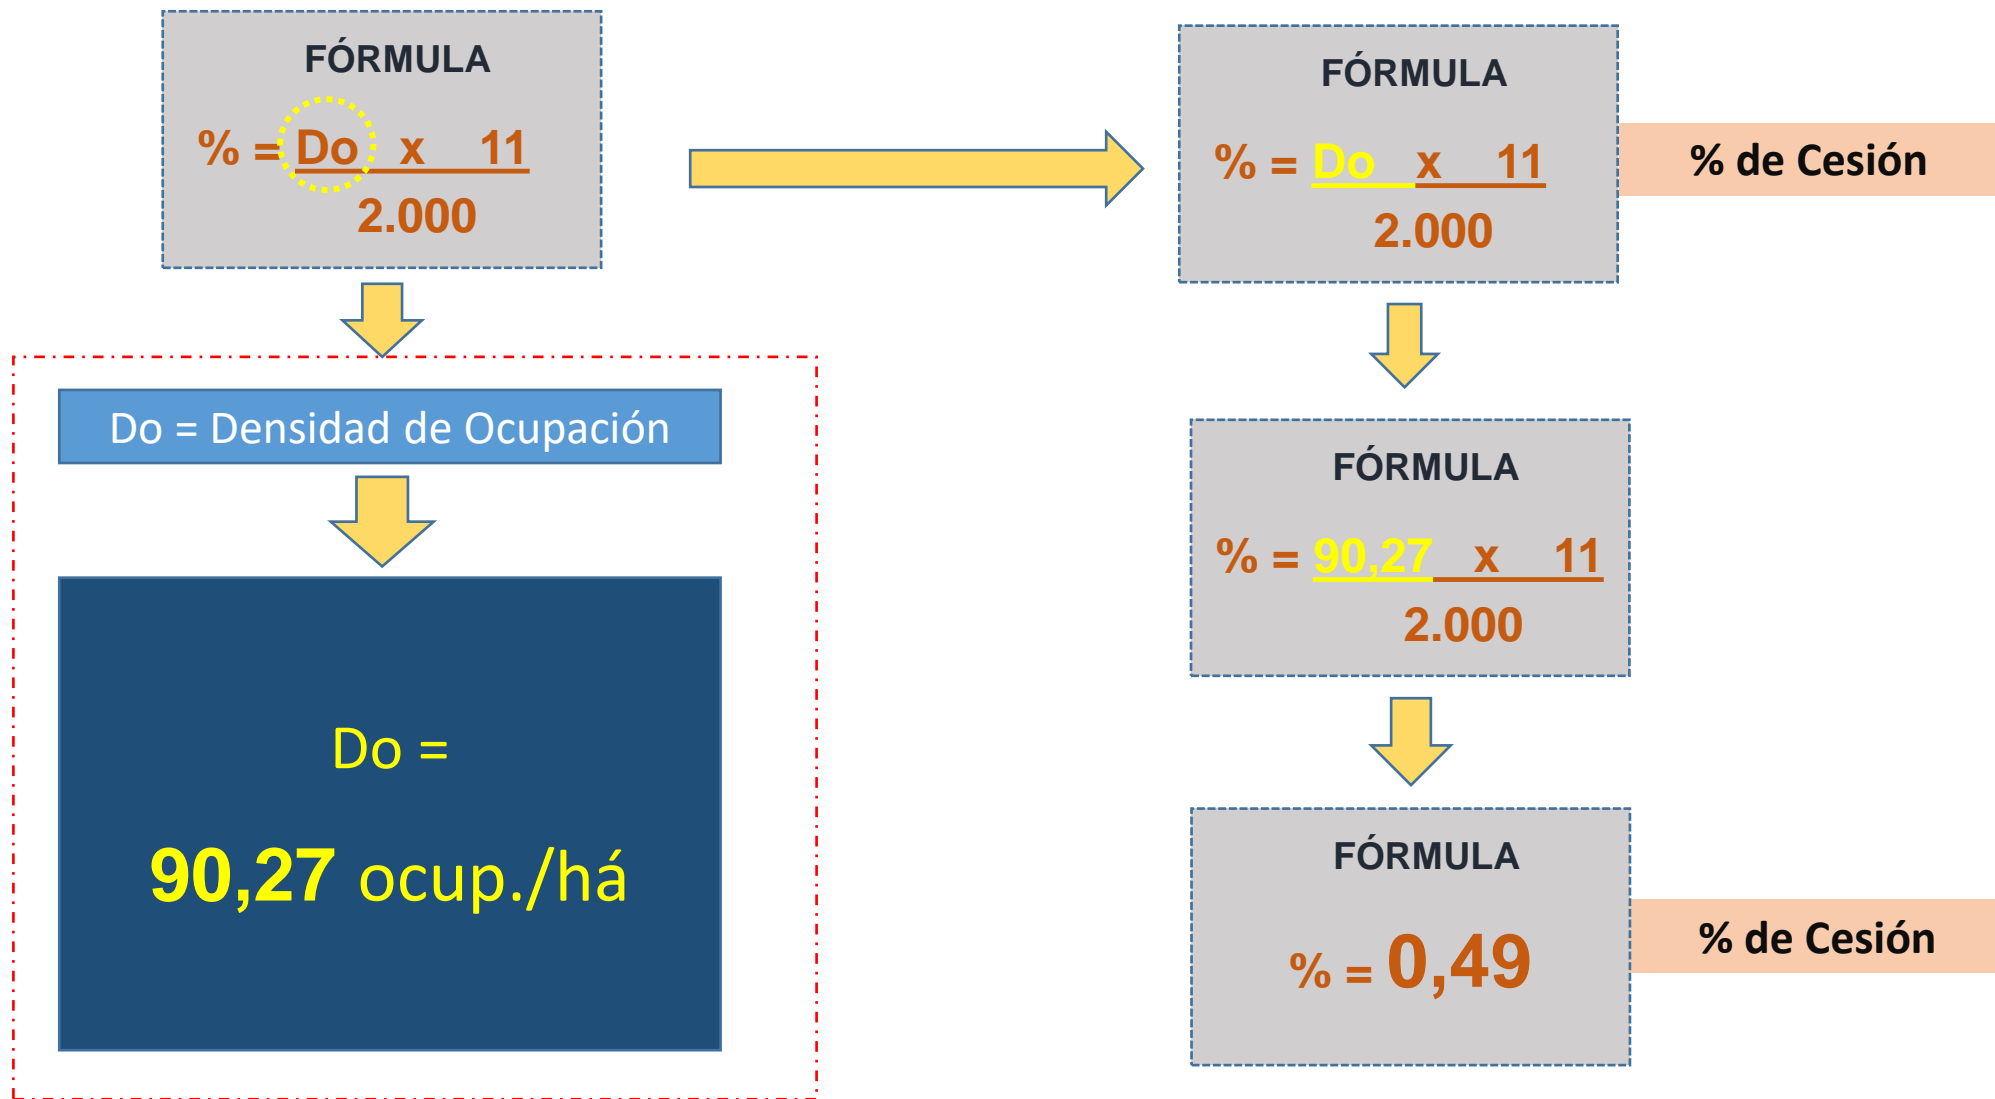 FÓRMULA
% = Do x 11
2.000
Do = Densidad de Ocupación
Do =
90,27 ocup./há
FÓRMULA
% = Do x 11
2.000
% de Cesión
FÓRMULA
% = 90,27 x 11
2.000
FÓRMULA
% = 0,49
% de Cesión